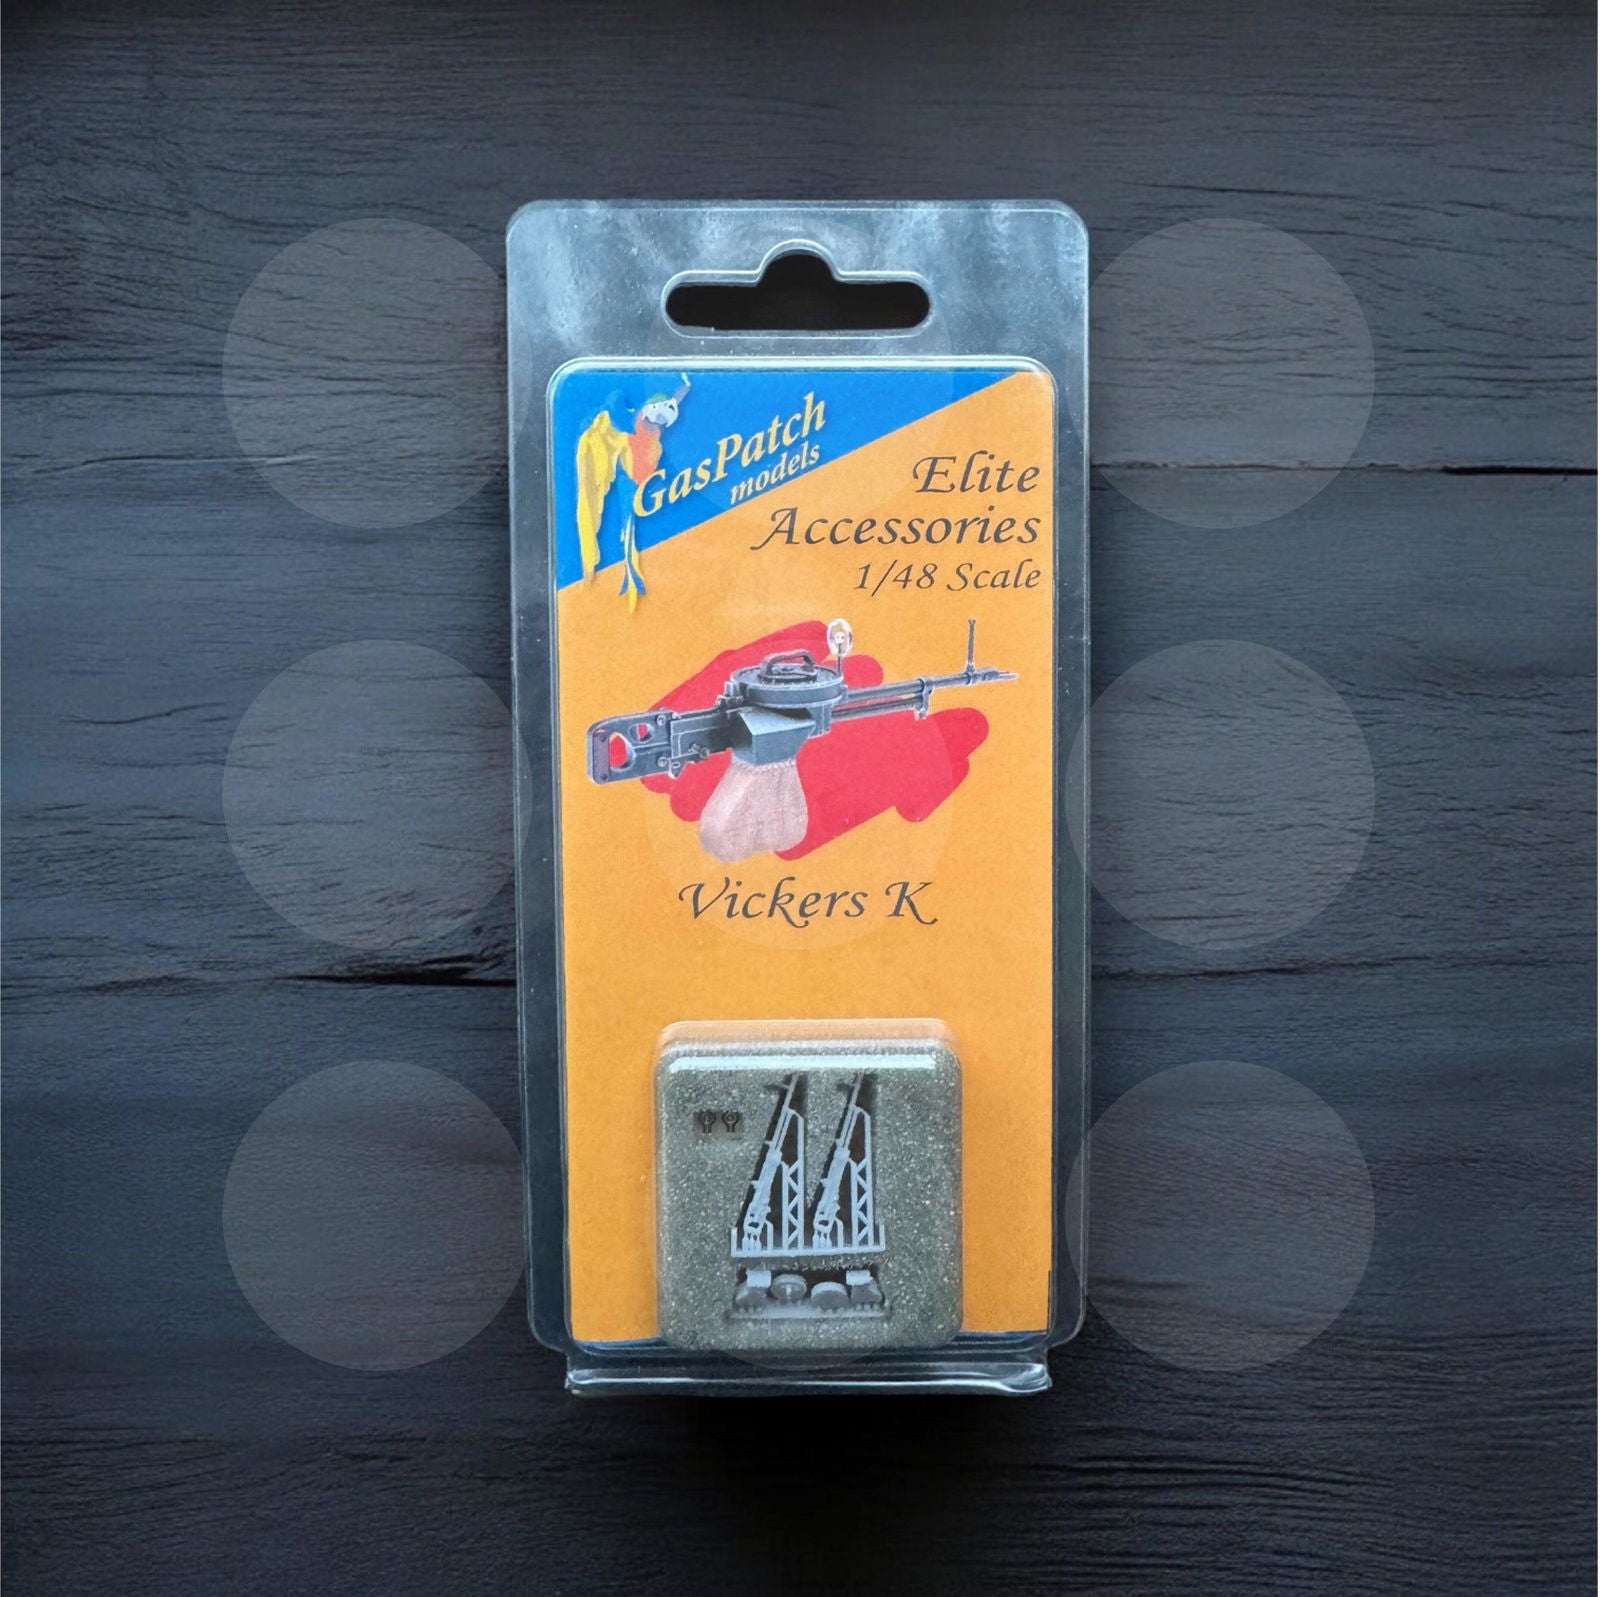 GasPatch
models
Elite
Accessories
1/48 Scale
Vickers K